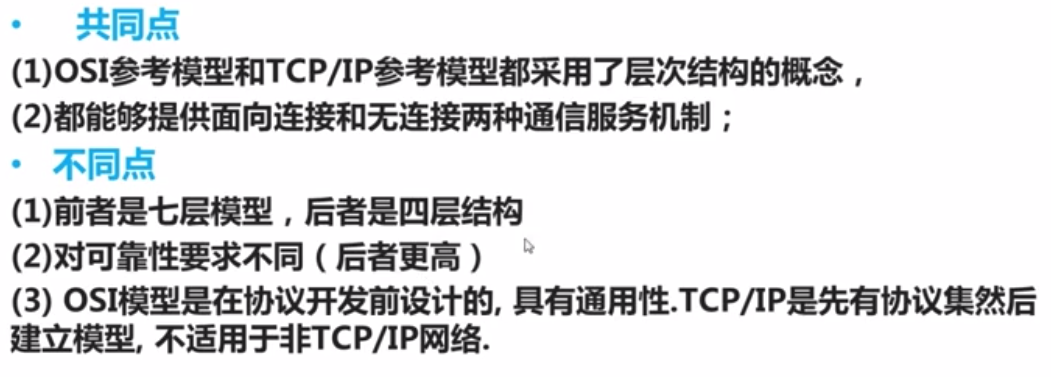 • 共同点
(1)OSI参考模型和TCP/IP参考模型都采用了层次结构的概念，
(2)都能够提供面向连接和无连接两种通信服务机制；
• 不同点
(1)前者是七层模型，后者是四层结构
(2)对可靠性要求不同（后者更高）
(3) OSI模型是在协议开发前设计的, 具有通用性.TCP/IP是先有协议集然后
建立模型, 不适用于非TCP/IP网络.